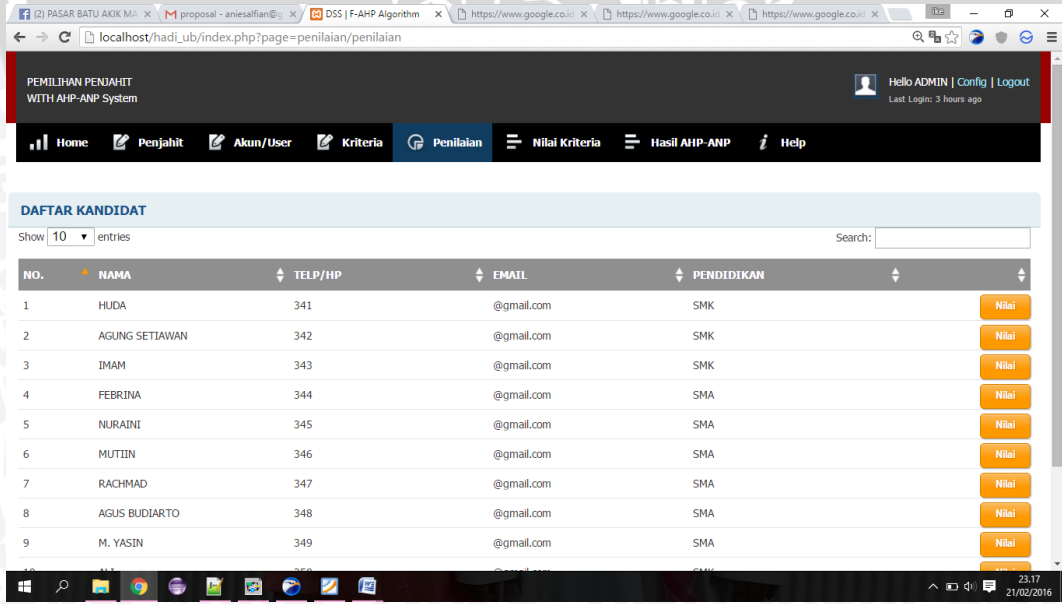 (2) PASAR BATU AKIK MA
proposal - aniesalfian@g
DSS | F-AHP Algorithm
https://www.google.co.id
https://www.google.co.id
https://www.google.co.id
Ike
localhost/hadi_ub/index.php?page=penilaian/penilaian
PEMILIHAN PENJAHIT
WITH AHP-ANP System
Hello ADMIN | Config | Logout
Last Login: 3 hours ago
Home Penjahit Akun/User Kriteria Penilaian Nilai Kriteria Hasil AHP-ANP Help
DAFTAR KANDIDAT
Show 10 entries Search:
NO. NAMA TELP/HP EMAIL PENDIDIKAN
1 HUDA 341 @gmail.com SMK Nilai
2 AGUNG SETIAWAN 342 @gmail.com SMK Nilai
3 IMAM 343 @gmail.com SMK Nilai
4 FEBRINA 344 @gmail.com SMA Nilai
5 NURAINI 345 @gmail.com SMA Nilai
6 MUTIIN 346 @gmail.com SMA Nilai
7 RACHMAD 347 @gmail.com SMA Nilai
8 AGUS BUDIARTO 348 @gmail.com SMA Nilai
9 M. YASIN 349 @gmail.com SMA Nilai
23.17
21/02/2016